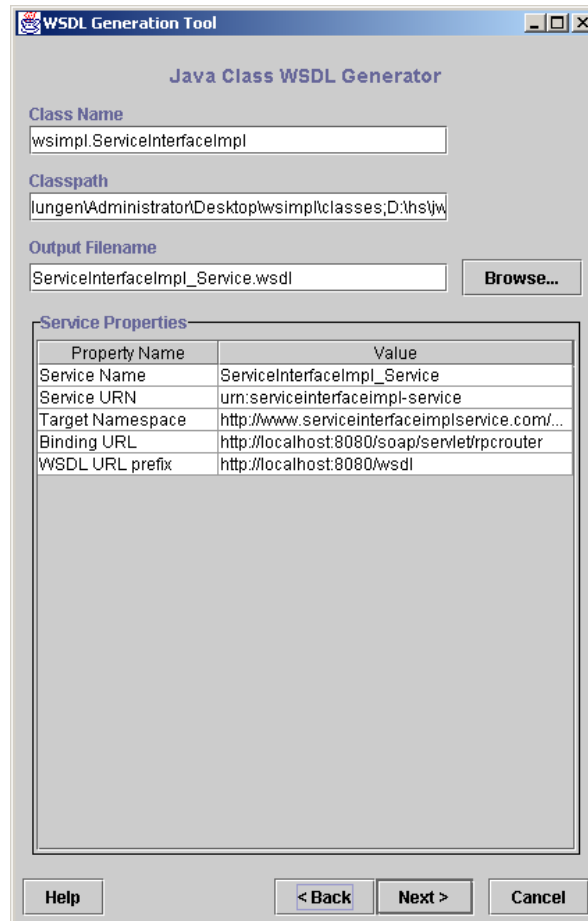 WSDL Generation Tool
Java Class WSDL Generator
Class Name
wsimpl.ServiceInterfaceImpl
Classpath
lungen\Administrator\Desktop\wsimpl\classes;D:\hs\jw
Output Filename
ServiceInterfaceImpl_Service.wsdl Browse...
Service Properties
Property Name Value
Service Name ServiceInterfaceImpl_Service
Service URN urn:serviceinterfaceimpl-service
Target Namespace http://www.serviceinterfaceimplservice.com/...
Binding URL http://localhost:8080/soap/servlet/rpcrouter
WSDL URL prefix http://localhost:8080/wsdl
Help < Back Next > Cancel